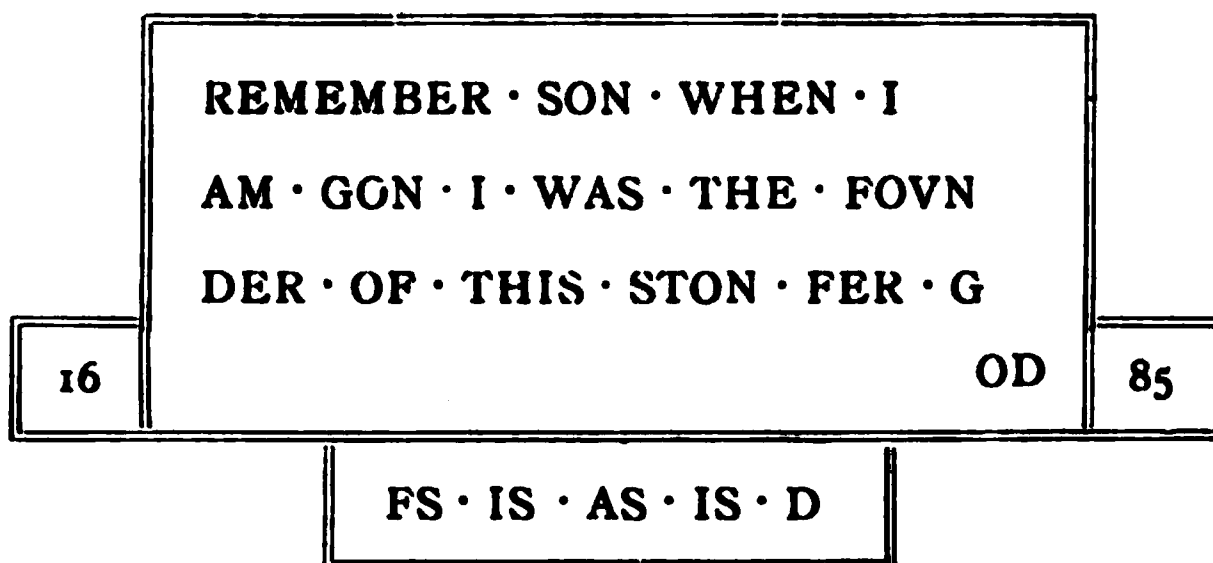 REMEMBER · SON · WHEN · I
AM · GON · I · WAS · THE · FOVN
DER · OF · THIS · STON · FER · G
OD
16
85
FS · IS · AS · IS · D